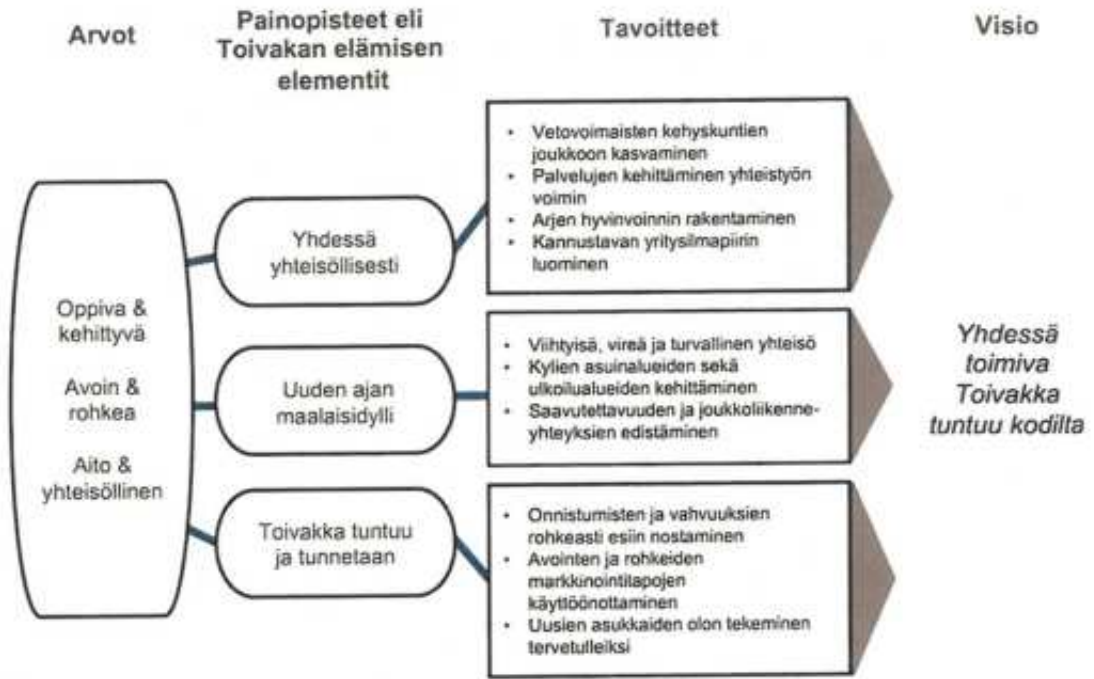 Arvot
Painopisteet eli
Toivakan elämisen
elementit
Tavoitteet
Visio
Oppiva &
kehittyvä
Avoin &
rohkea
Aito &
yhteisöllinen
Yhdessä
yhteisöllisesti
• Vetovoimaisten kehyskuntien
joukkoon kasvaminen
• Palvelujen kehittäminen yhteistyön
voimin
• Arjen hyvinvoinnin rakentaminen
• Kannustavan yritysilmapiirin
luominen
Uuden ajan
maalaisidylli
• Viihtyisä, vireä ja turvallinen yhteisö
• Kylien asuinalueiden sekä
ulkoilualueiden kehittäminen
• Saavutettavuuden ja joukkoliikenne-
yhteyksien edistäminen
Toivakka tuntuu
ja tunnetaan
• Onnistumisten ja vahvuuksien
rohkeasti esiin nostaminen
• Avointen ja rohkeiden
markkinointitapojen
käyttöönottaminen
• Uusien asukkaiden olon tekeminen
tervetulleiksi
Yhdessä
toimiva
Toivakka
tuntuu kodilta